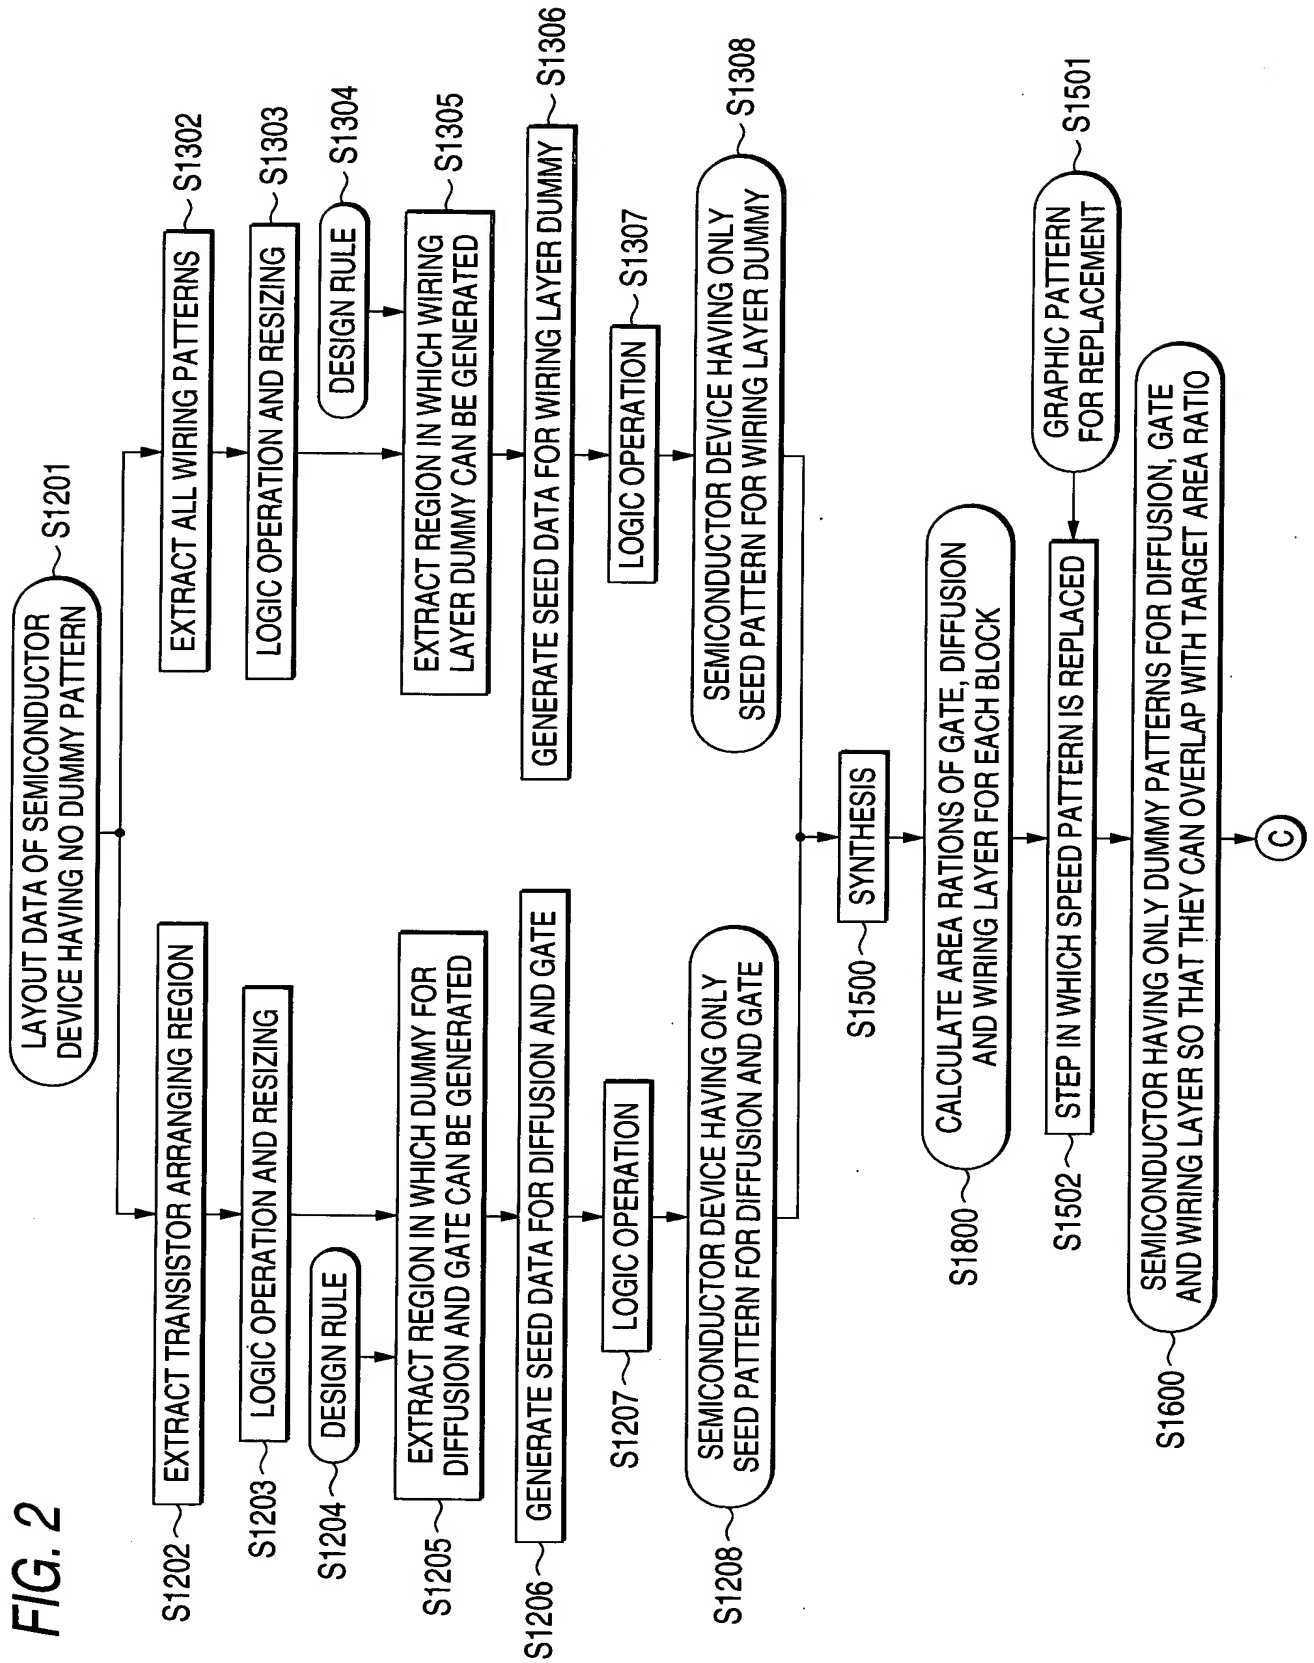 FIG. 2
LAYOUT DATA OF SEMICONDUCTOR
DEVICE HAVING NO DUMMY PATTERN
S1201
S1202
EXTRACT TRANSISTOR ARRANGING REGION
S1203
LOGIC OPERATION AND RESIZING
S1204
DESIGN RULE
S1205
EXTRACT REGION IN WHICH DUMMY FOR
DIFFUSION AND GATE CAN BE GENERATED
S1206
GENERATE SEED DATA FOR DIFFUSION AND GATE
S1207
LOGIC OPERATION
S1208
SEMICONDUCTOR DEVICE HAVING ONLY
SEED PATTERN FOR DIFFUSION AND GATE
EXTRACT ALL WIRING PATTERNS
S1302
LOGIC OPERATION AND RESIZING
S1303
DESIGN RULE
S1304
EXTRACT REGION IN WHICH WIRING
LAYER DUMMY CAN BE GENERATED
S1305
GENERATE SEED DATA FOR WIRING LAYER DUMMY
S1306
LOGIC OPERATION
S1307
SEMICONDUCTOR DEVICE HAVING ONLY
SEED PATTERN FOR WIRING LAYER DUMMY
S1308
S1500
SYNTHESIS
S1800
CALCULATE AREA RATIONS OF GATE, DIFFUSION
AND WIRING LAYER FOR EACH BLOCK
S1502
STEP IN WHICH SPEED PATTERN IS REPLACED
GRAPHIC PATTERN
FOR REPLACEMENT
S1501
S1600
SEMICONDUCTOR HAVING ONLY DUMMY PATTERNS FOR DIFFUSION, GATE
AND WIRING LAYER SO THAT THEY CAN OVERLAP WITH TARGET AREA RATIO
C